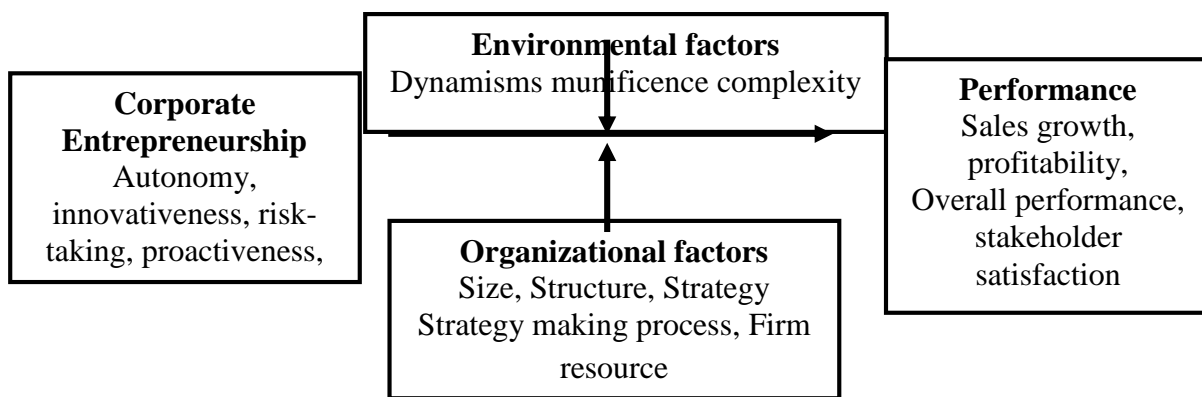 Environmental factors
Dynamisms munificence complexity
Corporate
Entrepreneurship
Autonomy,
innovativeness, risk-
taking, proactiveness,
Performance
Sales growth,
profitability,
Overall performance,
stakeholder
satisfaction
Organizational factors
Size, Structure, Strategy
Strategy making process, Firm
resource